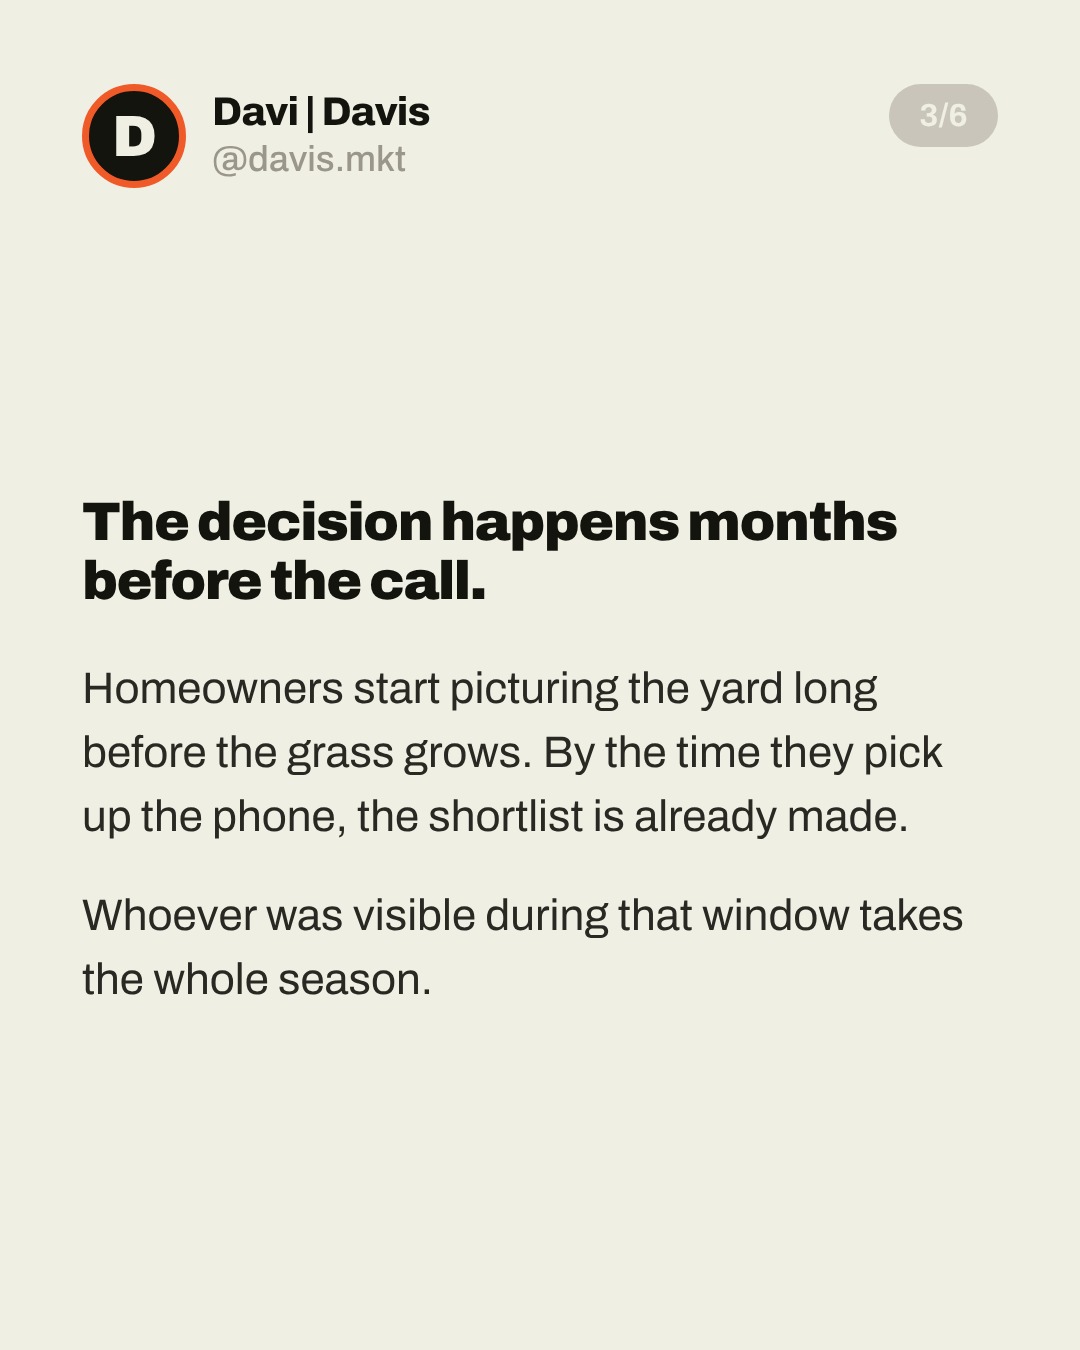 D
Davi | Davis
@davis.mkt
3/6
The decision happens months
before the call.
Homeowners start picturing the yard long
before the grass grows. By the time they pick
up the phone, the shortlist is already made.
Whoever was visible during that window takes
the whole season.